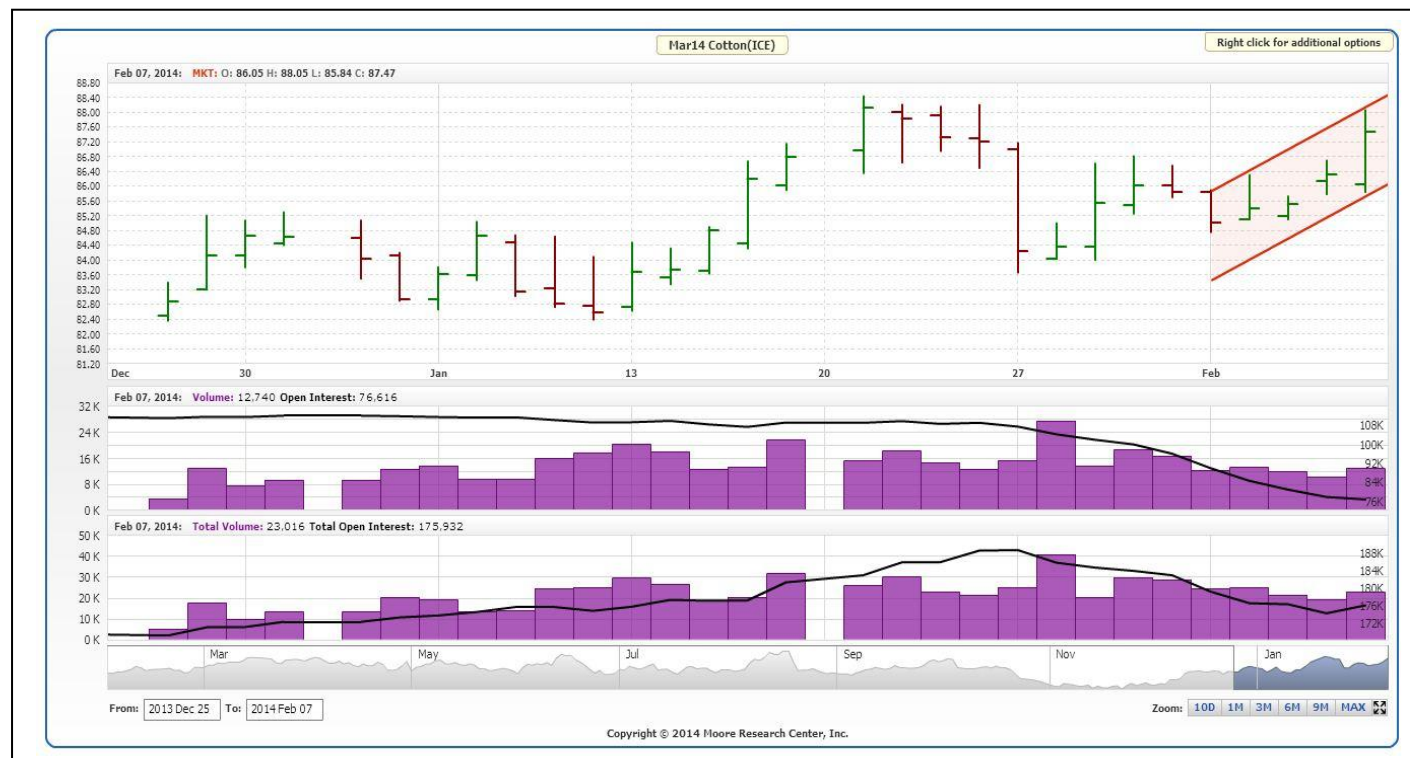 Mar14 Cotton(ICE)
Right click for additional options
Feb 07, 2014: MKT: O: 86.05 H: 88.05 L: 85.84 C: 87.47
88.80
88.40
88.00
87.60
87.20
86.80
86.40
86.00
85.60
85.20
84.80
84.40
84.00
83.60
83.20
82.80
82.40
82.00
81.60
81.20
Dec 30 Jan 13 20 27 Feb
Feb 07, 2014: Volume: 12,740 Open Interest: 76,616
32 K
24 K
16 K
8 K
0 K
108K
100K
92K
84K
76K
Feb 07, 2014: Total Volume: 23,016 Total Open Interest: 175,932
50 K
40 K
30 K
20 K
10 K
0 K
188K
184K
180K
176K
172K
Mar May Jul Sep Nov Jan
From: 2013 Dec 25 To: 2014 Feb 07 Zoom: 10D 1M 3M 6M 9M MAX
Copyright © 2014 Moore Research Center, Inc.